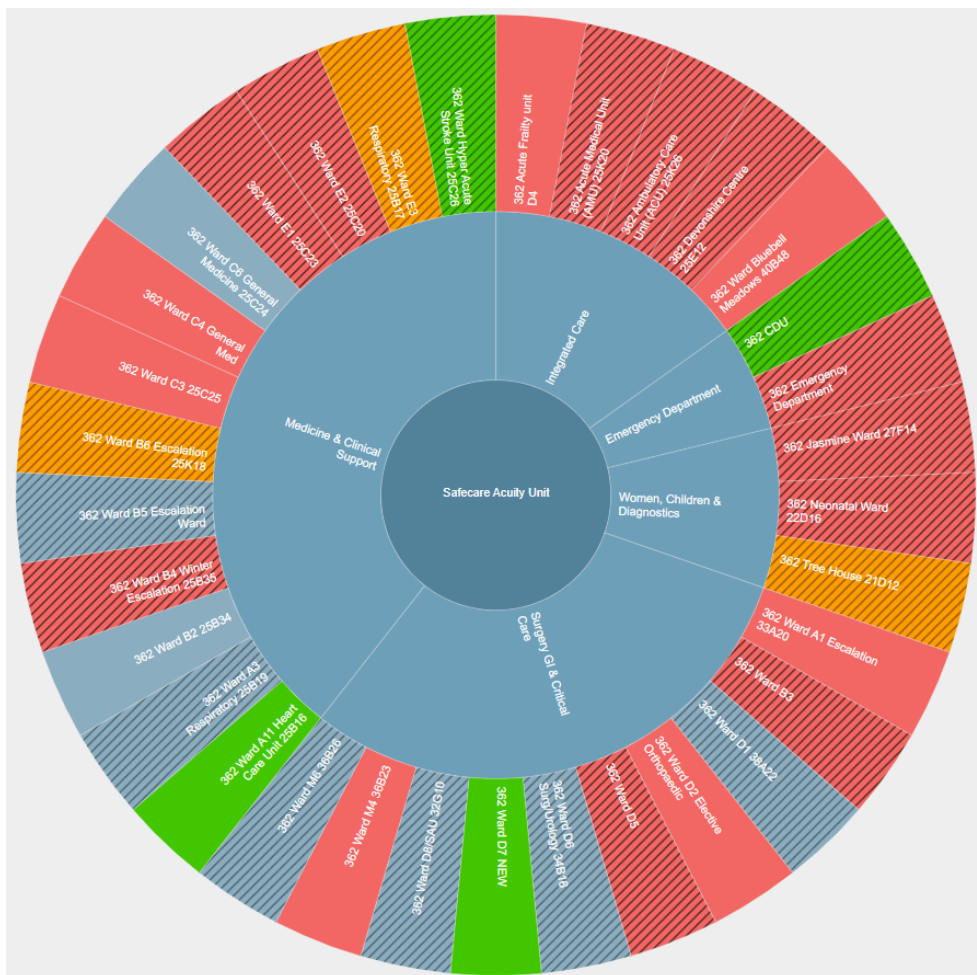 Safecare Acuity Unit
Integrated Care
Emergency Department
Women, Children &
Diagnostics
Surgery GI & Critical
Care
Medicine & Clinical
Support
362 Acute Frailty unit
D4
362 Acute Medical Unit
(AMU) 25K20
362 Ambulatory Care
Unit (ACU) 25K26
362 Devonshire Centre
25E12
362 Ward Bluebell
Meadows 40B48
362 CDU
362 Emergency
Department
362 Jasmine Ward 27F14
362 Neonatal Ward
22D16
362 Tree House 21D12
362 Ward A1 Escalation
33A20
362 Ward B3
362 Ward D1 38A22
362 Ward D2 Elective
Orthopaedic
362 Ward D5
362 Ward D6
Surg/Urology 34B16
362 Ward D7 NEW
362 Ward D8/SAU 32G10
362 Ward M4 36B23
362 Ward M6 36B26
362 Ward A11 Heart
Care Unit 25B16
362 Ward A3
Respiratory 25B19
362 Ward B2 25B34
362 Ward B4 Winter
Escalation 25B35
362 Ward B5 Escalation
Ward
362 Ward B6 Escalation
25K18
362 Ward C3 25C25
362 Ward C4 General
Med
362 Ward C6 General
Medicine 25C24
362 Ward E1 25C23
362 Ward E2 25C20
362 Ward E3
Respiratory 25B17
362 Ward Hyper Acute
Stroke Unit 25C26